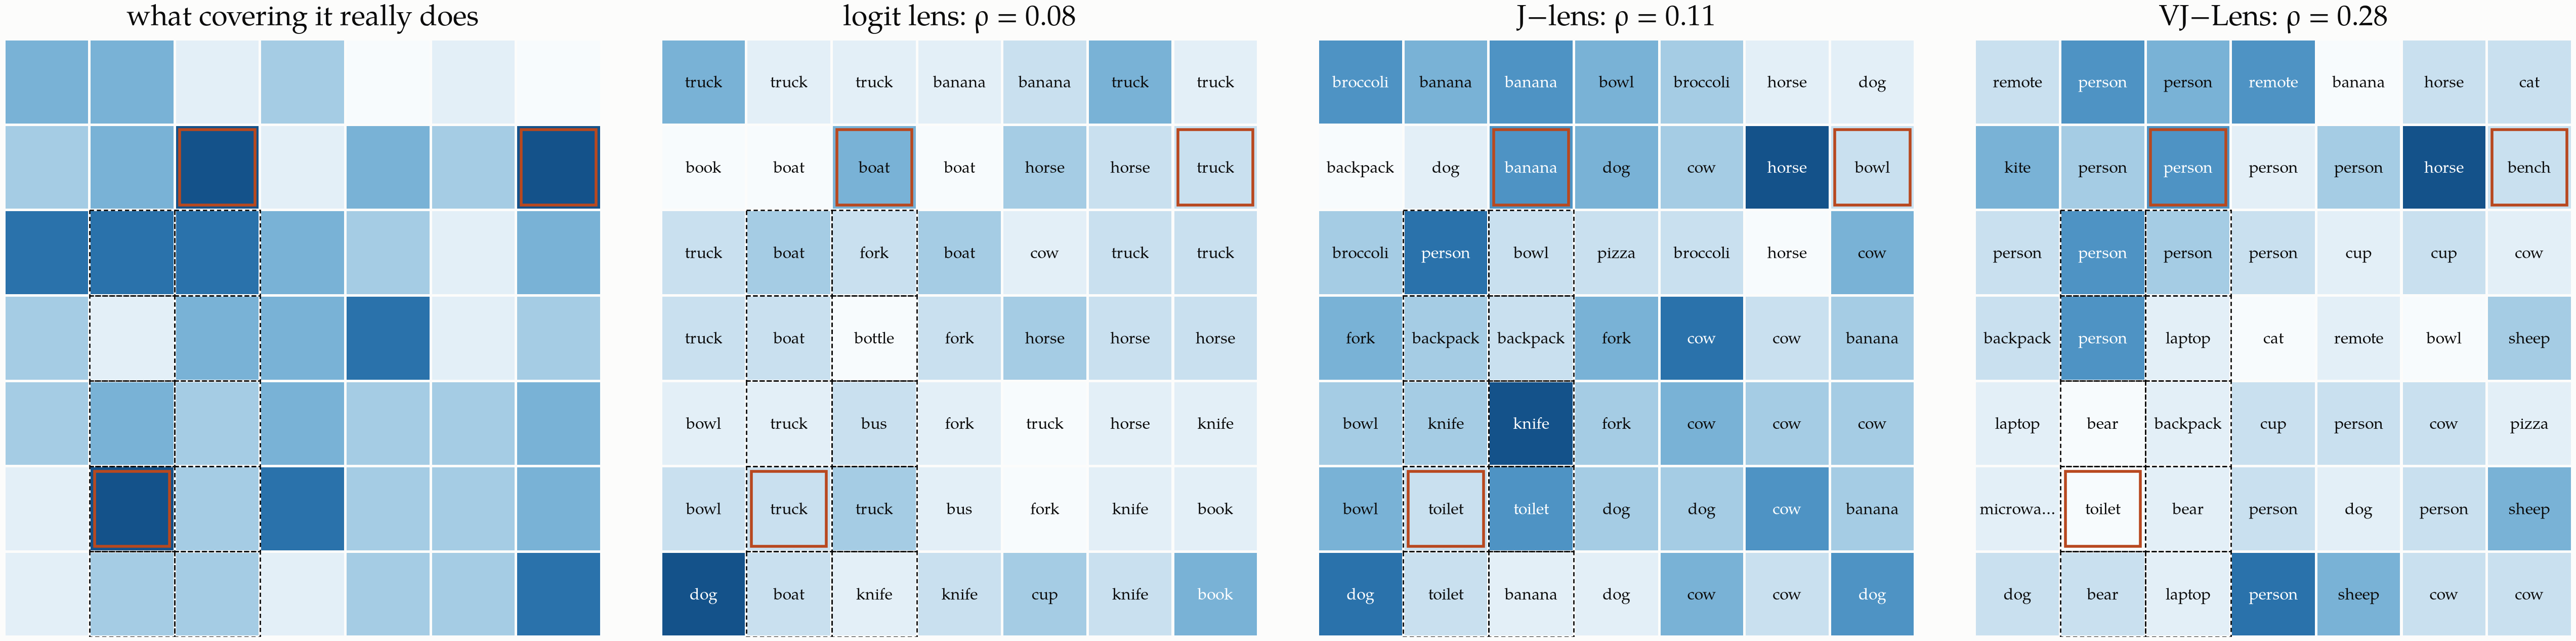 what covering it really does
logit lens: ρ = 0.08
truck truck truck banana banana truck truck
book boat boat boat horse horse truck
truck boat fork boat cow truck truck
truck boat bottle fork horse horse horse
bowl truck bus fork truck horse knife
bowl truck truck bus fork knife book
dog boat knife knife cup knife book
J−lens: ρ = 0.11
broccoli banana banana bowl broccoli horse dog
backpack dog banana dog cow horse bowl
broccoli person bowl pizza broccoli horse cow
fork backpack backpack fork cow cow banana
bowl knife knife fork cow cow cow
bowl toilet toilet dog dog cow banana
dog toilet banana dog cow cow dog
VJ−Lens: ρ = 0.28
remote person person remote banana horse cat
kite person person person person horse bench
person person person person cup cup cow
backpack person laptop cat remote bowl sheep
laptop bear backpack cup person cow pizza
microwa... toilet bear person dog person sheep
dog bear laptop person sheep cow cow